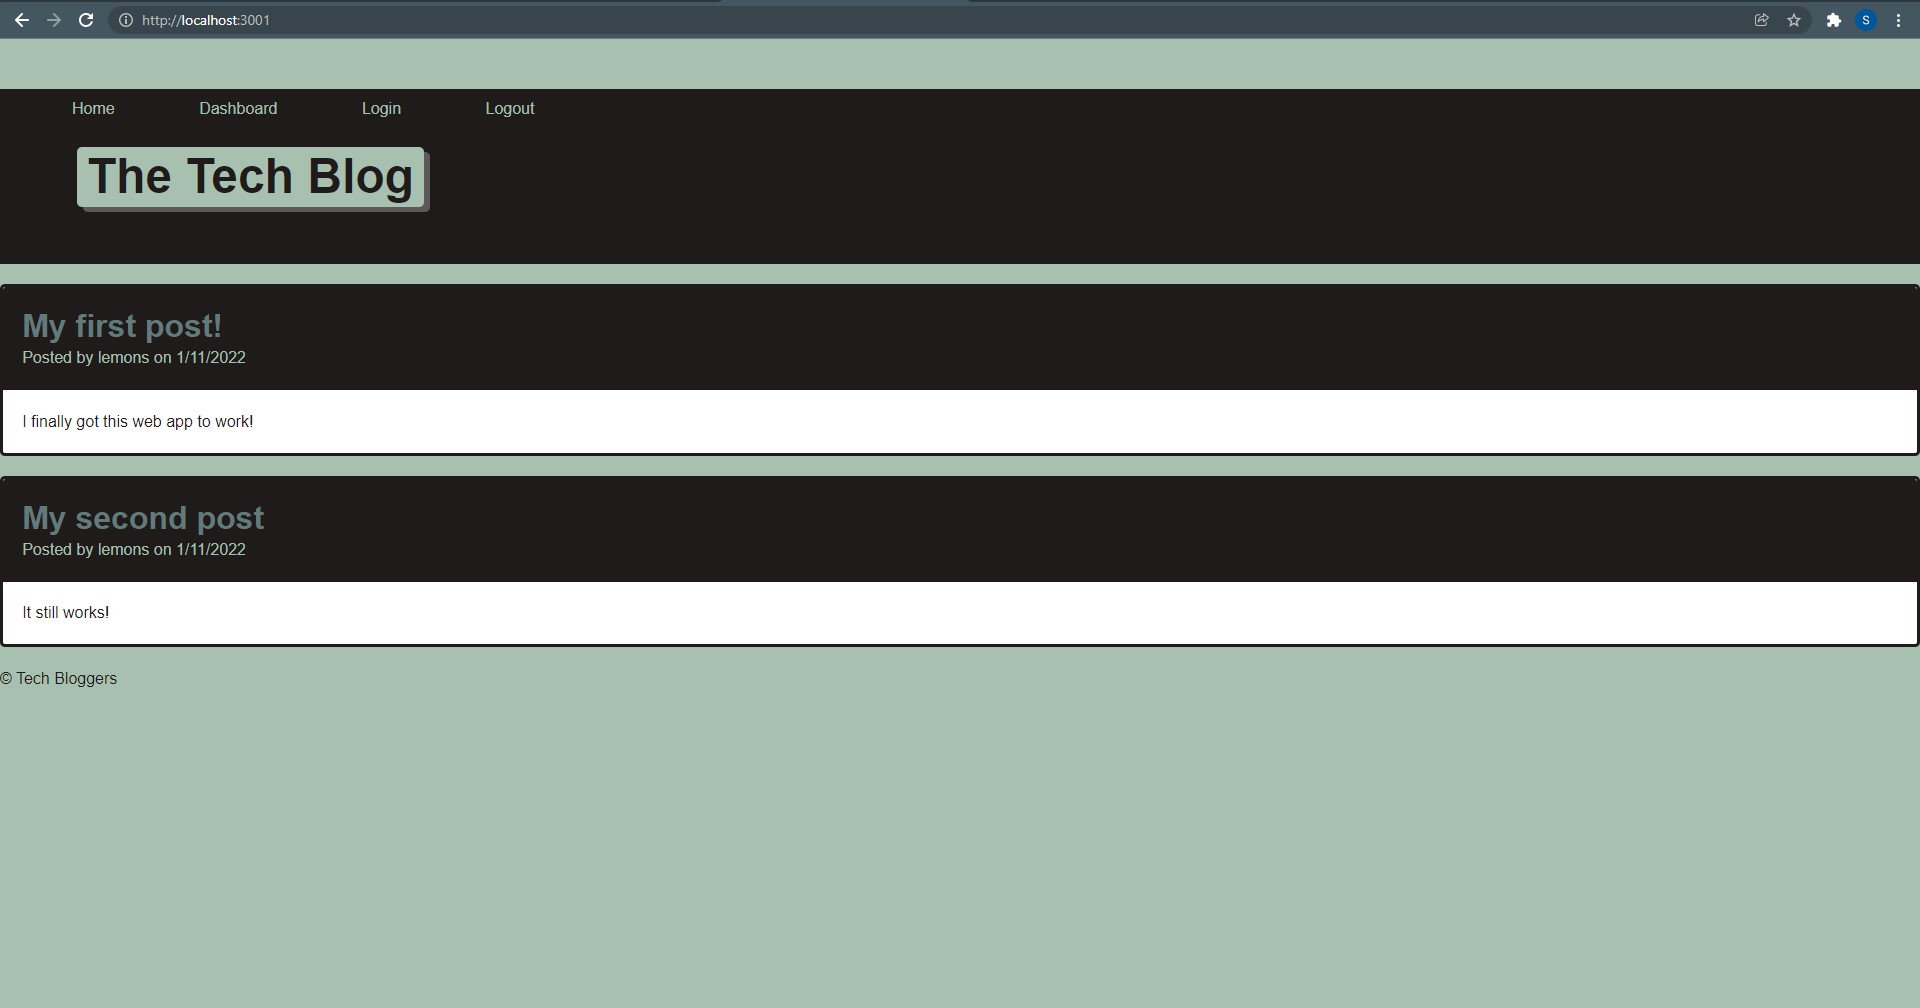 http://localhost:3001
S
Home Dashboard Login Logout
The Tech Blog
My first post!
Posted by lemons on 1/11/2022
I finally got this web app to work!
My second post
Posted by lemons on 1/11/2022
It still works!
© Tech Bloggers